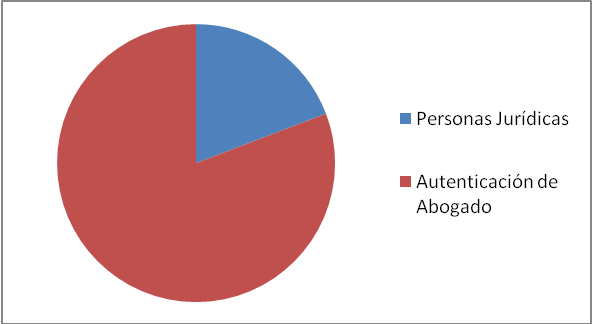 Personas Jurídicas
Autenticación de
Abogado